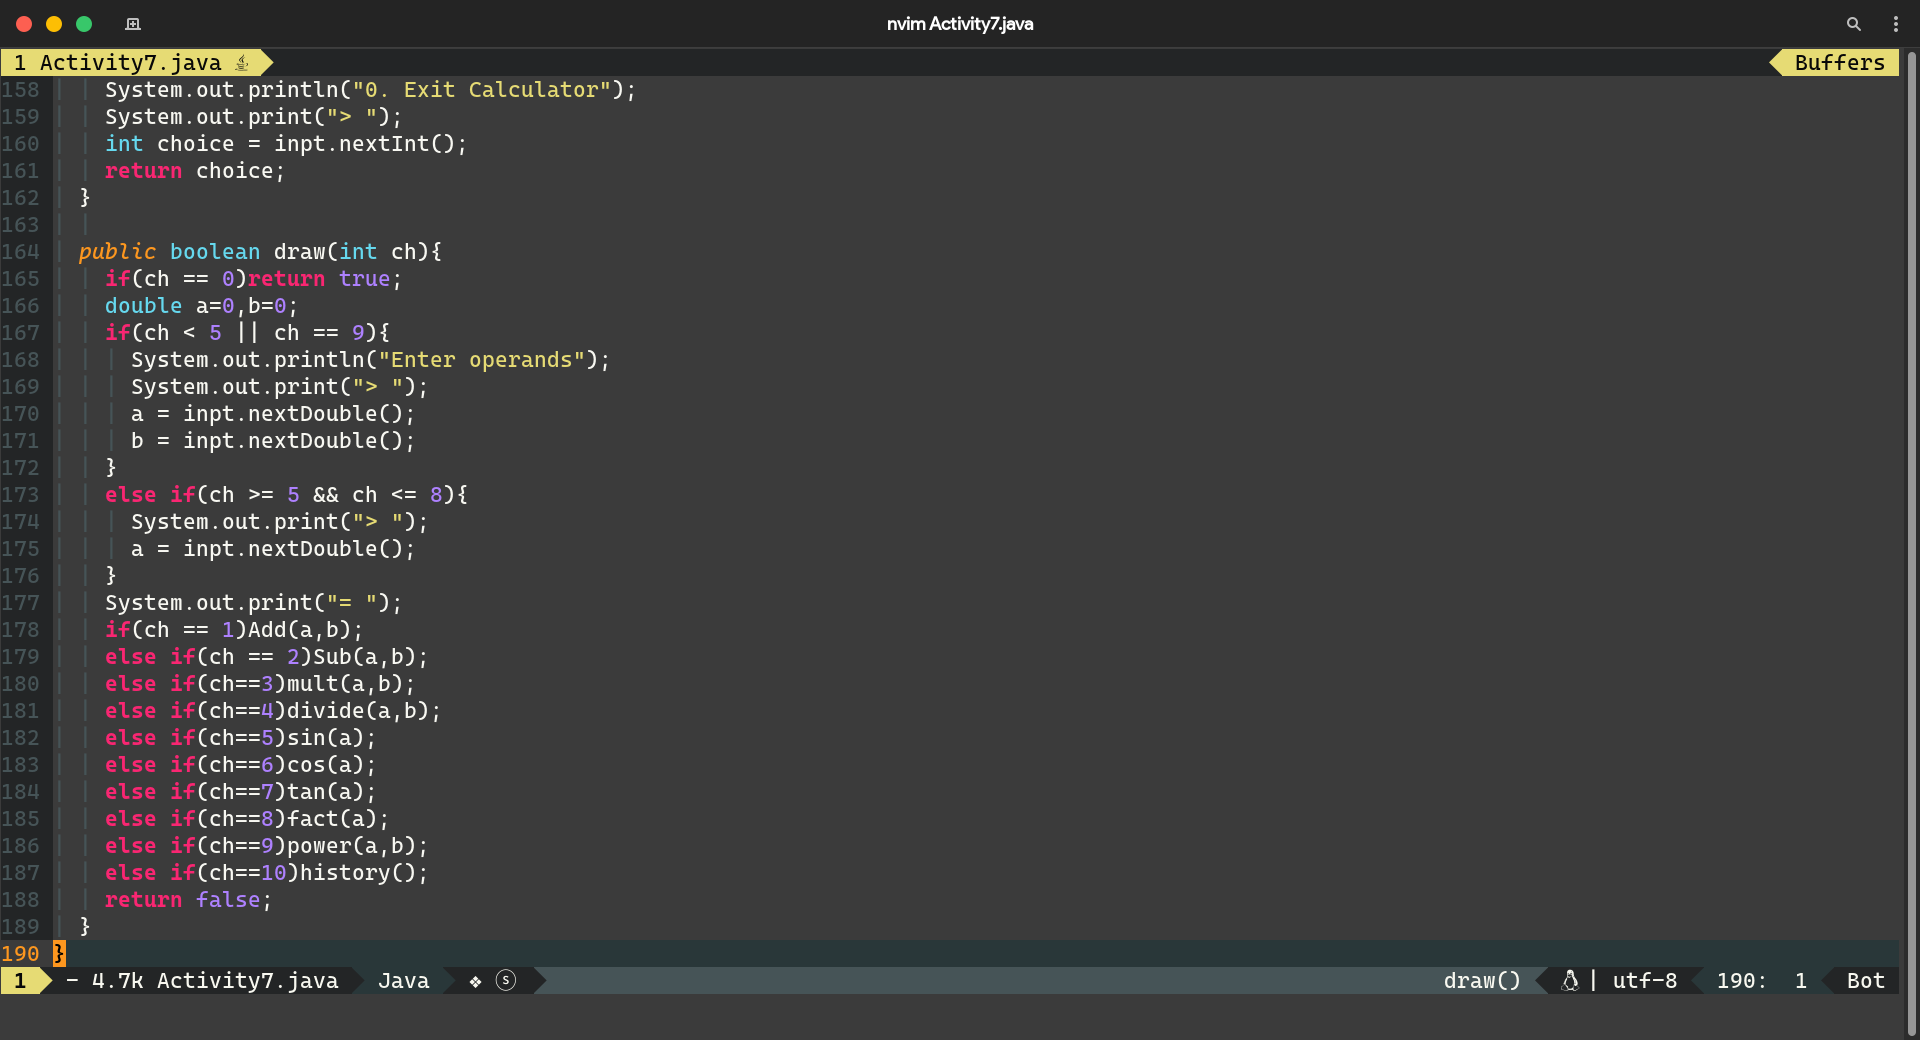 nvim Activity7.java
1 Activity7.java
Buffers
158 System.out.println("0. Exit Calculator");
159 System.out.print("> ");
160 int choice = inpt.nextInt();
161 return choice;
162 }
163
164 public boolean draw(int ch){
165 if(ch == 0)return true;
166 double a=0,b=0;
167 if(ch < 5 || ch == 9){
168 System.out.println("Enter operands");
169 System.out.print("> ");
170 a = inpt.nextDouble();
171 b = inpt.nextDouble();
172 }
173 else if(ch >= 5 && ch <= 8){
174 System.out.print("> ");
175 a = inpt.nextDouble();
176 }
177 System.out.print("= ");
178 if(ch == 1)Add(a,b);
179 else if(ch == 2)Sub(a,b);
180 else if(ch==3)mult(a,b);
181 else if(ch==4)divide(a,b);
182 else if(ch==5)sin(a);
183 else if(ch==6)cos(a);
184 else if(ch==7)tan(a);
185 else if(ch==8)fact(a);
186 else if(ch==9)power(a,b);
187 else if(ch==10)history();
188 return false;
189 }
190 }
1 - 4.7k Activity7.java Java ❖ ⓢ draw() | utf-8 190: 1 Bot